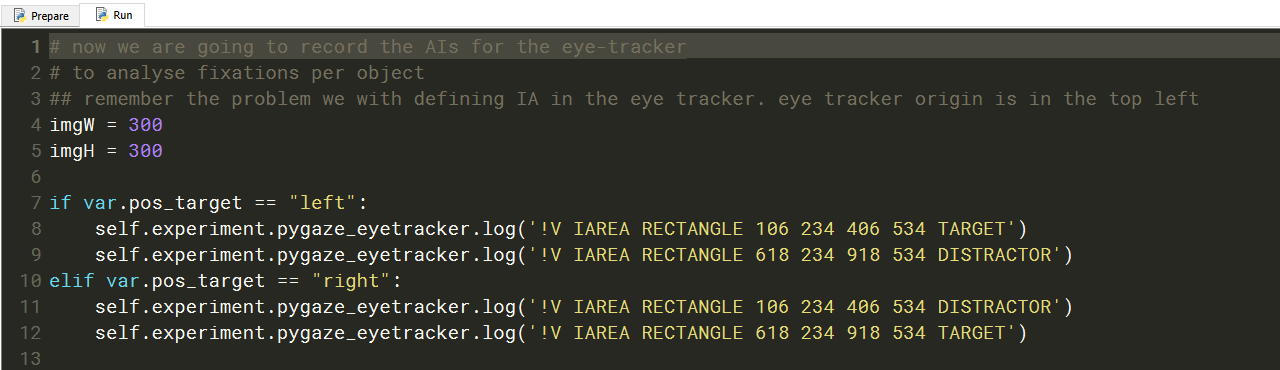 Prepare
Run
1 # now we are going to record the AIs for the eye-tracker
2 # to analyse fixations per object
3 ## remember the problem we with defining IA in the eye tracker. eye tracker origin is in the top left
4 imgW = 300
5 imgH = 300
6
7 if var.pos_target == "left":
8     self.experiment.pygaze_eyetracker.log('!V IAREA RECTANGLE 106 234 406 534 TARGET')
9     self.experiment.pygaze_eyetracker.log('!V IAREA RECTANGLE 618 234 918 534 DISTRACTOR')
10 elif var.pos_target == "right":
11     self.experiment.pygaze_eyetracker.log('!V IAREA RECTANGLE 106 234 406 534 DISTRACTOR')
12     self.experiment.pygaze_eyetracker.log('!V IAREA RECTANGLE 618 234 918 534 TARGET')
13